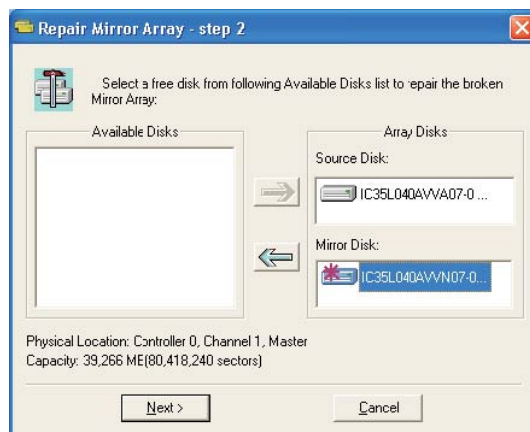 Repair Mirror Array - step 2
Select a free disk from following Available Disks list to repair the broken
Mirror Array:
Available Disks
Array Disks
Source Disk:
IC35L040AVVA07-0 ...
Mirror Disk:
IC35L040AVVN07-0...
Physical Location: Controller 0, Channel 1, Master
Capacity: 39,266 MB(80,418,240 sectors)
Next >
Cancel